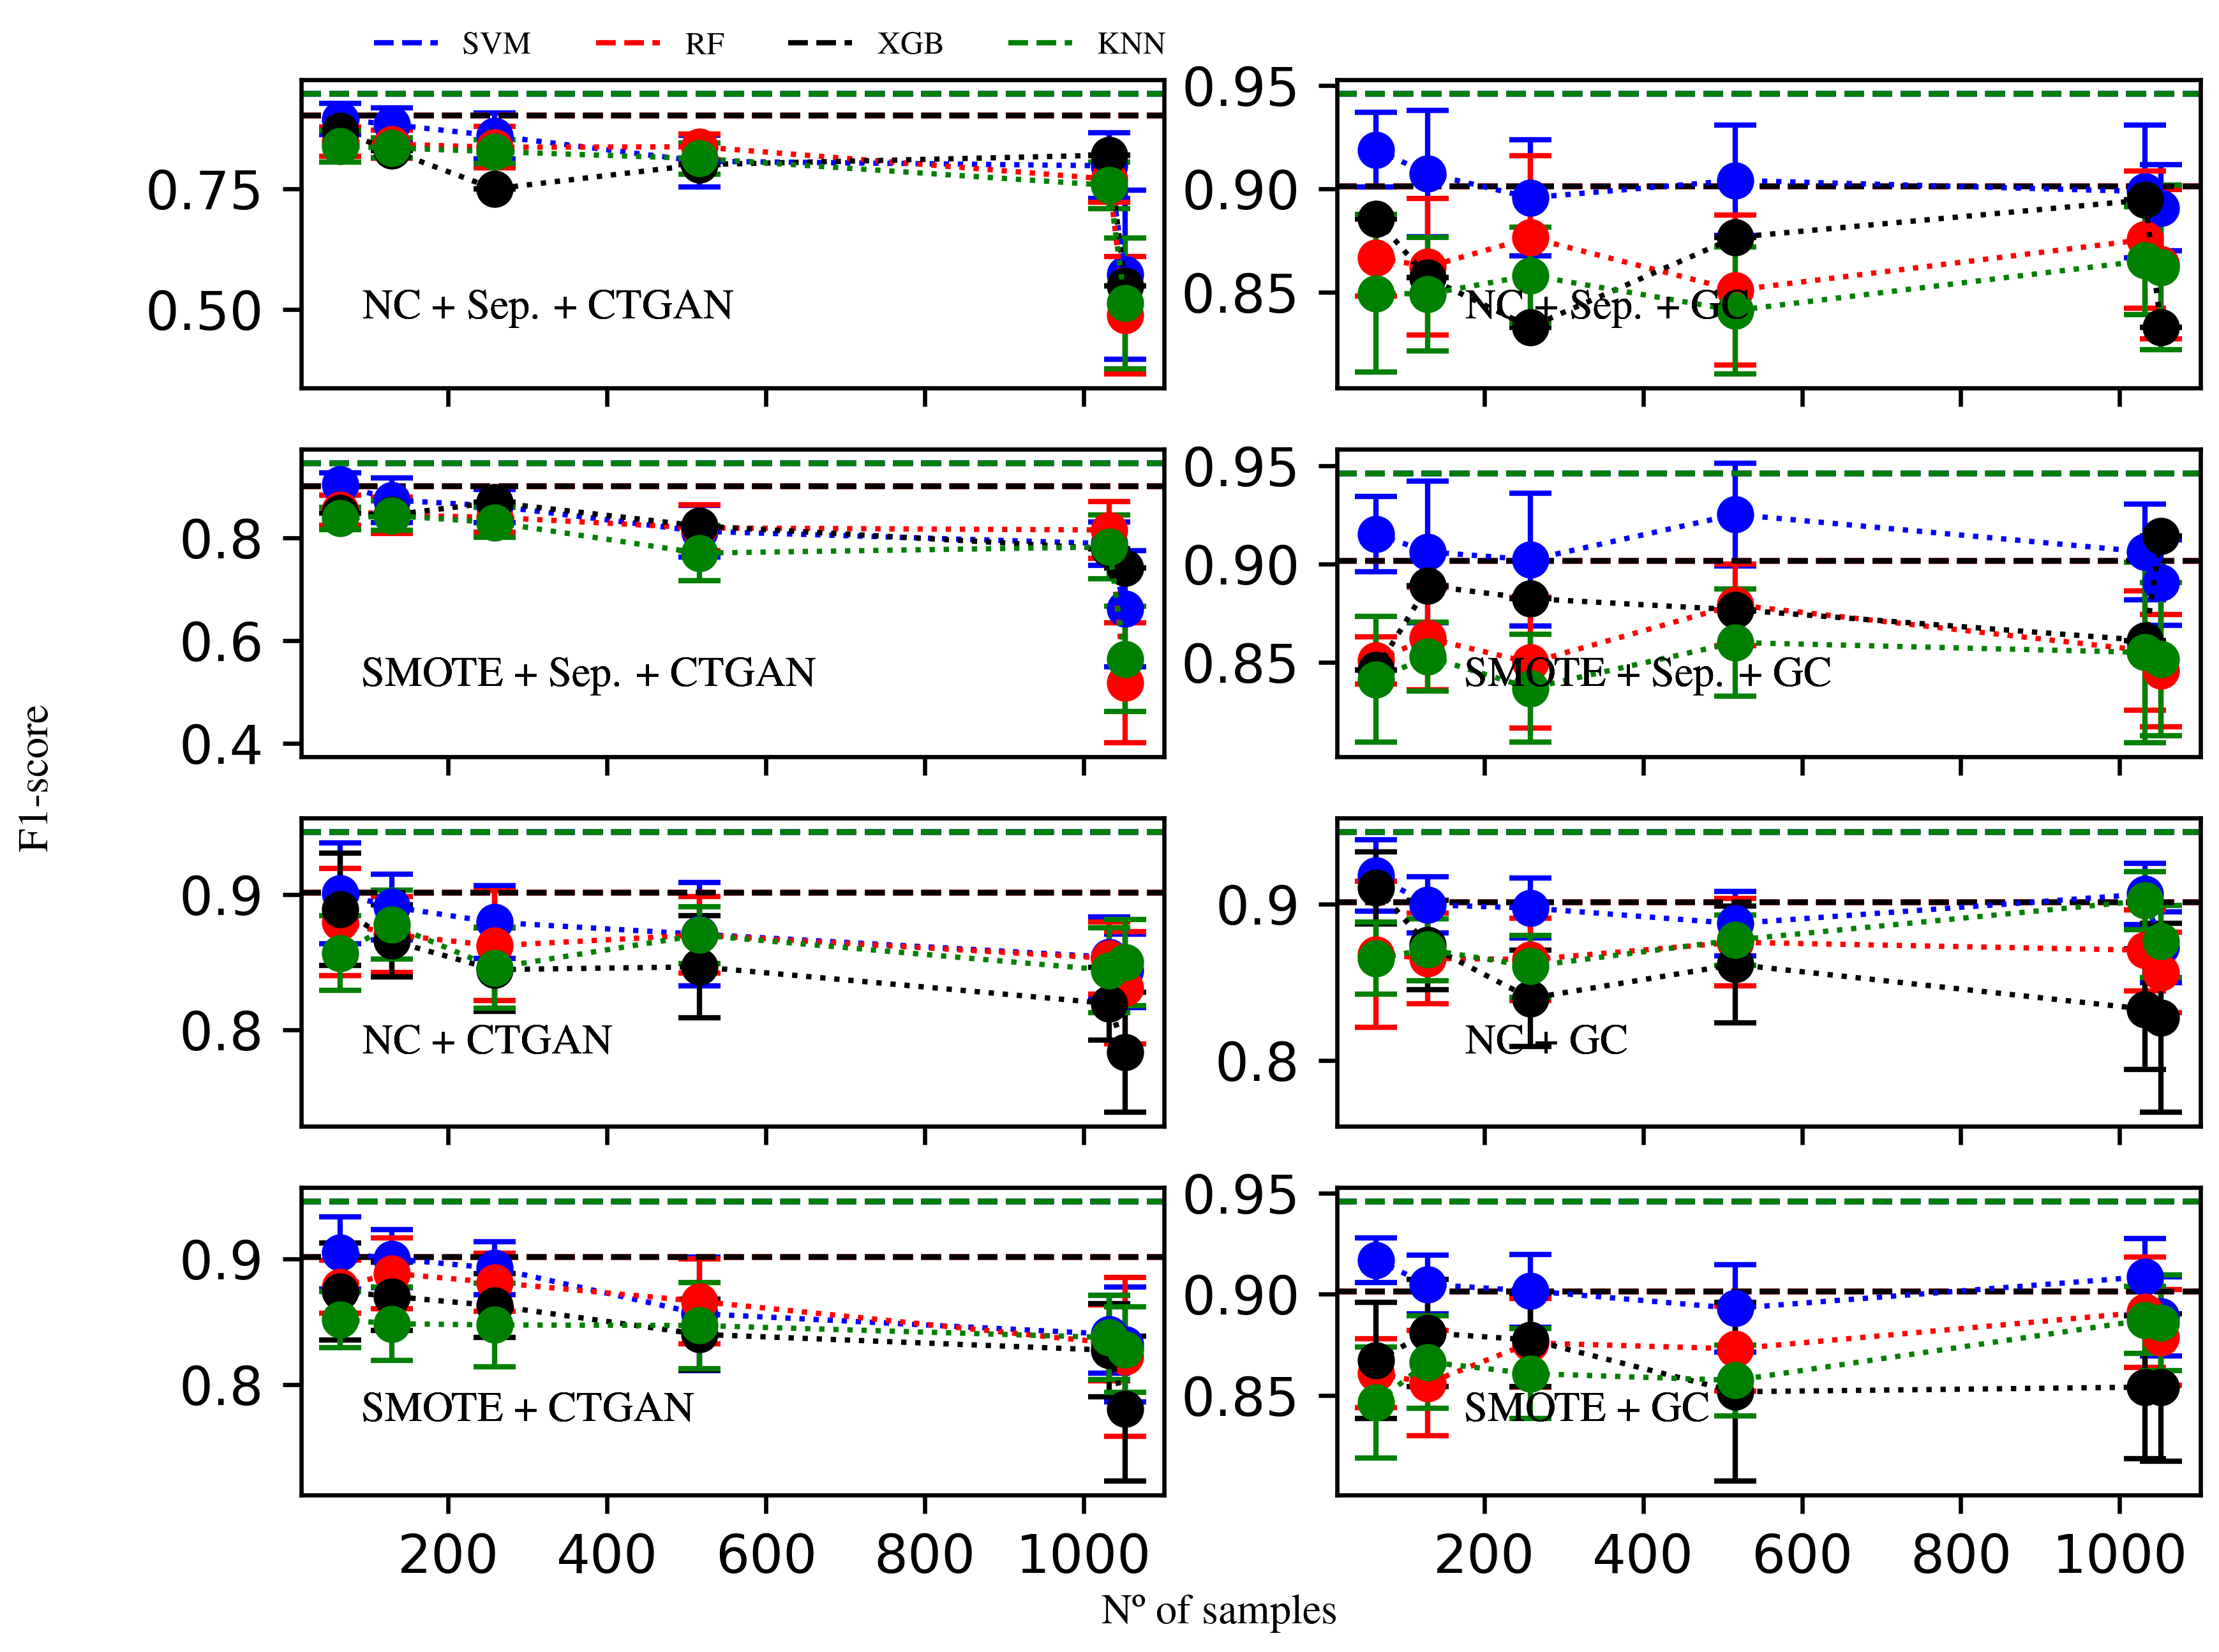 SVM RF XGB KNN
0.75
0.50
NC + Sep. + CTGAN
0.95
0.90
0.85
NC + Sep. + GC
0.8
0.6
0.4
SMOTE + Sep. + CTGAN
0.95
0.90
0.85
SMOTE + Sep. + GC
F1-score
0.9
0.8
NC + CTGAN
0.9
0.8
NC + GC
0.9
0.8
SMOTE + CTGAN
200 400 600 800 1000
0.95
0.90
0.85
SMOTE + GC
200 400 600 800 1000
Nº of samples